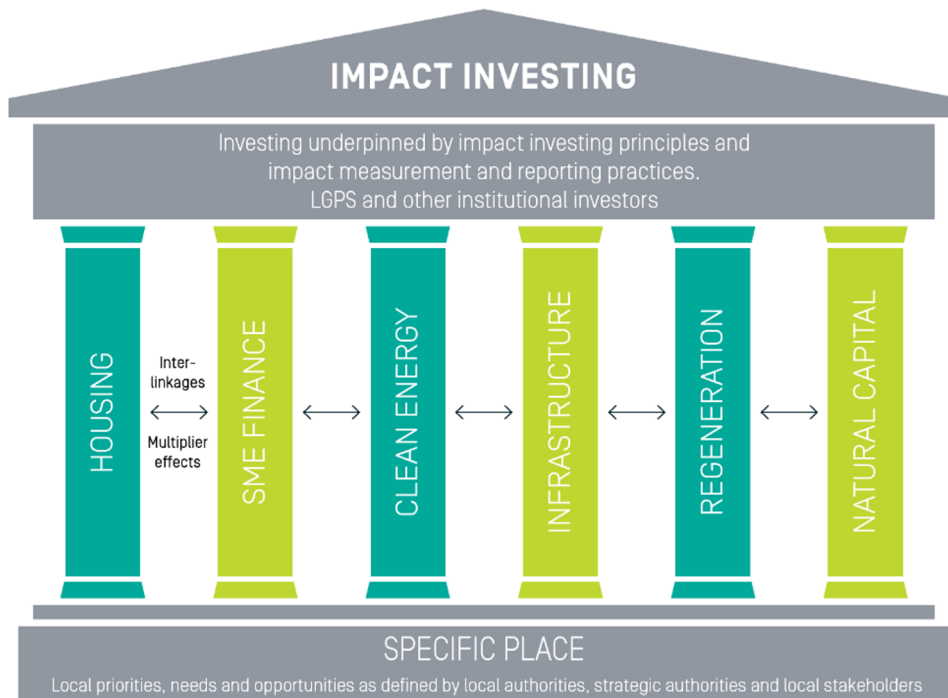 IMPACT INVESTING
Investing underpinned by impact investing principles and
impact measurement and reporting practices.
LGPS and other institutional investors
HOUSING
Inter-
linkages
Multiplier
effects
SME FINANCE
CLEAN ENERGY
INFRASTRUCTURE
REGENERATION
NATURAL CAPITAL
SPECIFIC PLACE
Local priorities, needs and opportunities as defined by local authorities, strategic authorities and local stakeholders